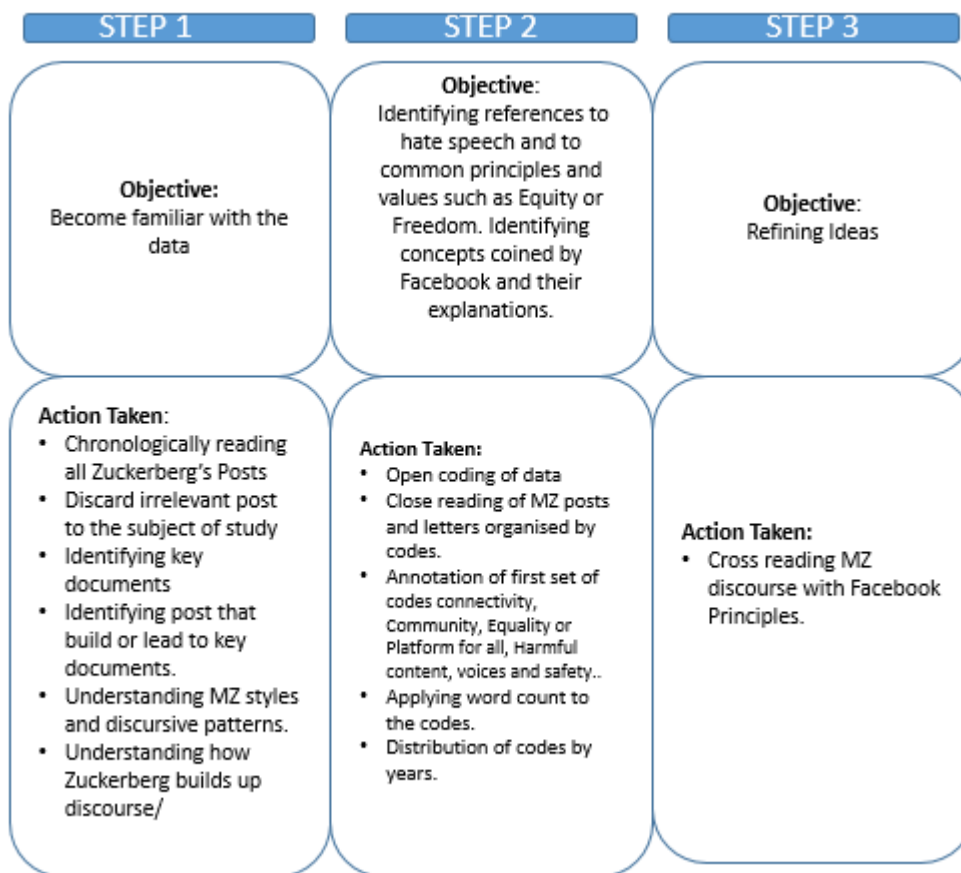 STEP 1
Objective:
Become familiar with the
data
Action Taken:
• Chronologically reading
all Zuckerberg's Posts
• Discard irrelevant post
to the subject of study
• Identifying key
documents
• Identifying post that
build or lead to key
documents.
• Understanding MZ styles
and discursive patterns.
• Understanding how
Zuckerberg builds up
discourse/
STEP 2
Objective:
Identifying references to
hate speech and to
common principles and
values such as Equity or
Freedom. Identifying
concepts coined by
Facebook and their
explanations.
Action Taken:
• Open coding of data
• Close reading of MZ posts
and letters organised by
codes.
• Annotation of first set of
codes connectivity,
Community, Equality or
Platform for all, Harmful
content, voices and safety..
• Applying word count to
the codes.
• Distribution of codes by
years.
STEP 3
Objective:
Refining Ideas
Action Taken:
• Cross reading MZ
discourse with Facebook
Principles.